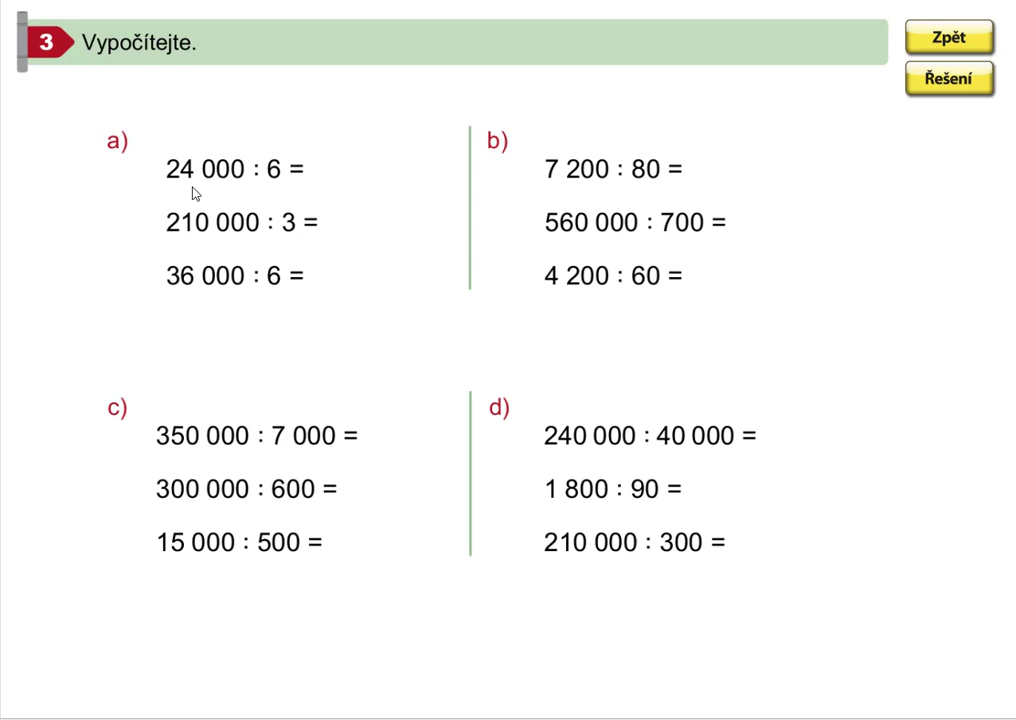 3 Vypočítejte.
Zpět
Řešení
a)
24 000 : 6 =
210 000 : 3 =
36 000 : 6 =
b)
7 200 : 80 =
560 000 : 700 =
4 200 : 60 =
c)
350 000 : 7 000 =
300 000 : 600 =
15 000 : 500 =
d)
240 000 : 40 000 =
1 800 : 90 =
210 000 : 300 =